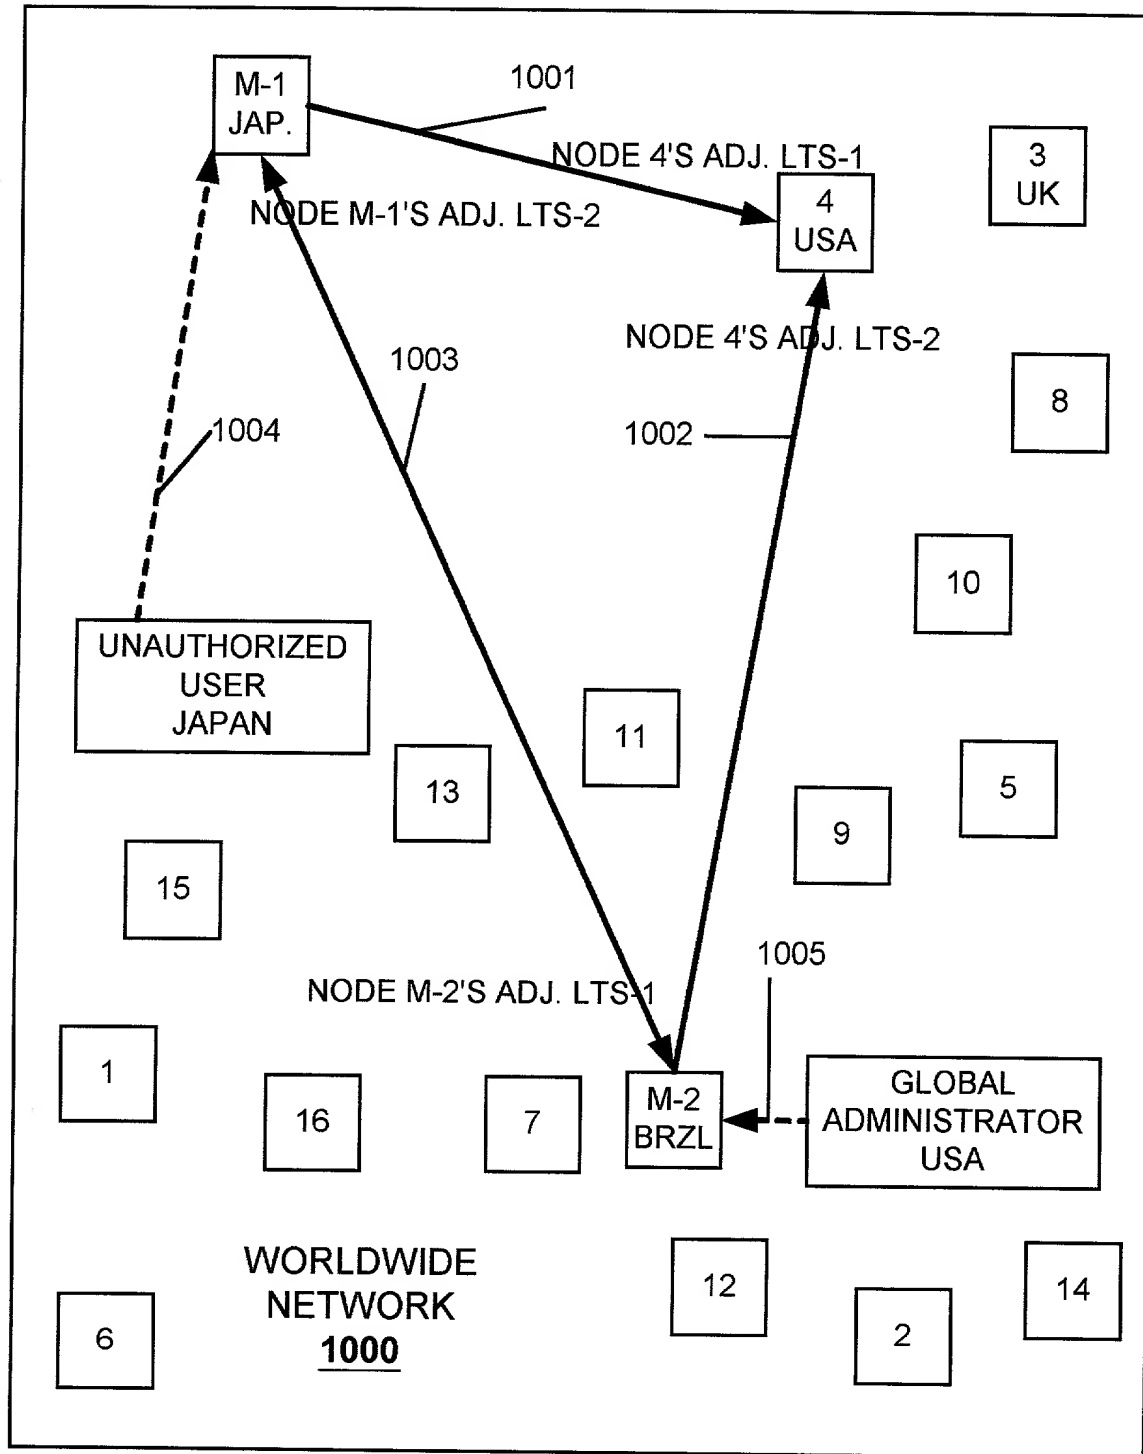 M-1
JAP.
1001
NODE 4'S ADJ. LTS-1
3
UK
4
USA
NODE M-1'S ADJ. LTS-2
NODE 4'S ADJ. LTS-2
1003
8
1004
1002
10
UNAUTHORIZED
USER
JAPAN
11
13
5
9
15
1005
NODE M-2'S ADJ. LTS-1
1
16
7
M-2
BRZL
GLOBAL
ADMINISTRATOR
USA
WORLDWIDE
NETWORK
1000
6
12
2
14